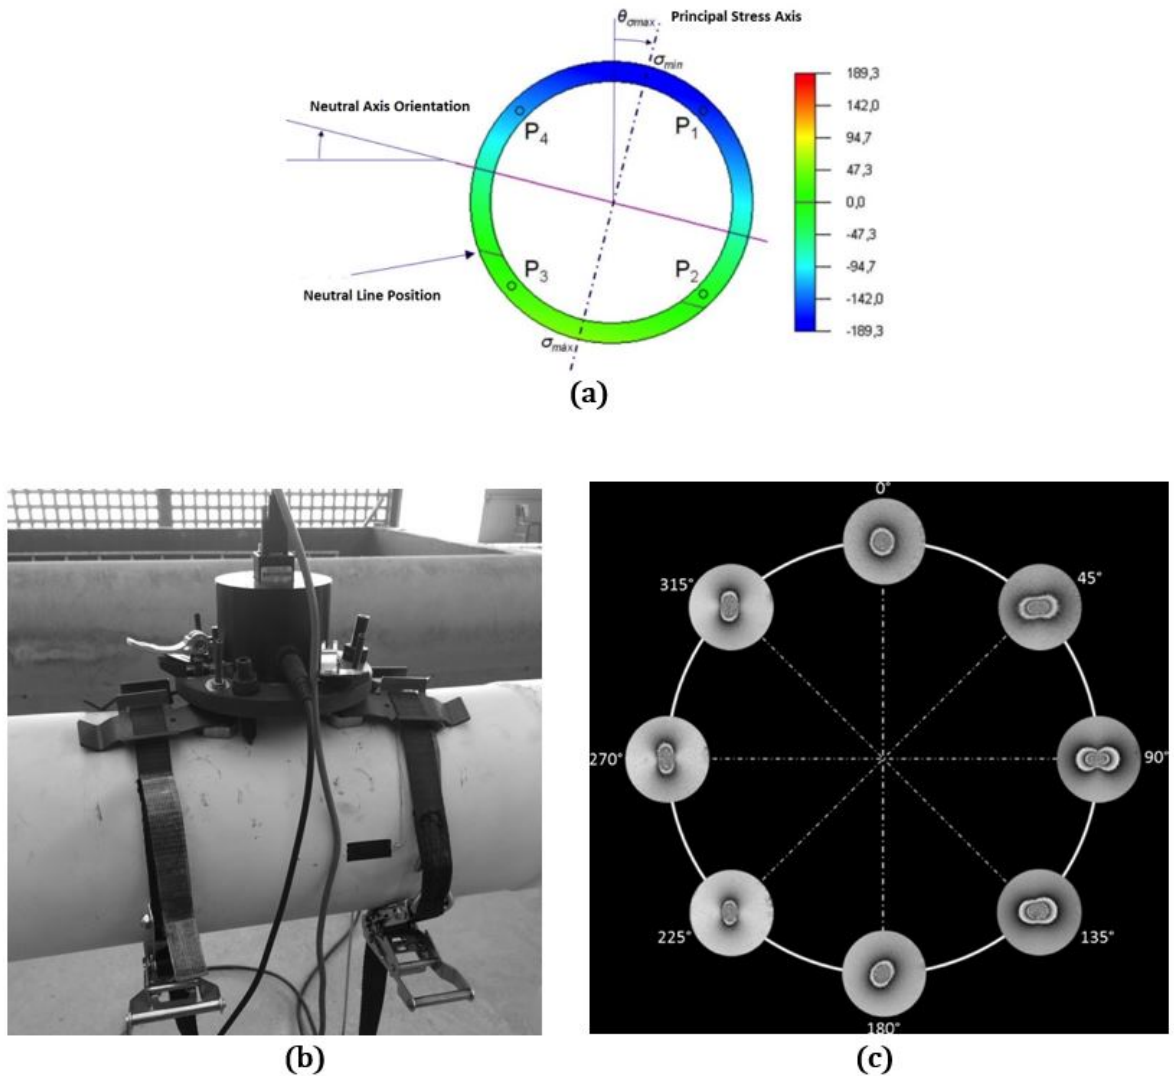 θσmax
Principal Stress Axis
σmin
Neutral Axis Orientation
P4
P1
189,3
142,0
94,7
47,3
0,0
-47,3
-94,7
-142,0
-189,3
P3
P2
Neutral Line Position
σmáx
(a)
0°
315°
45°
270°
90°
225°
135°
180°
(b)
(c)